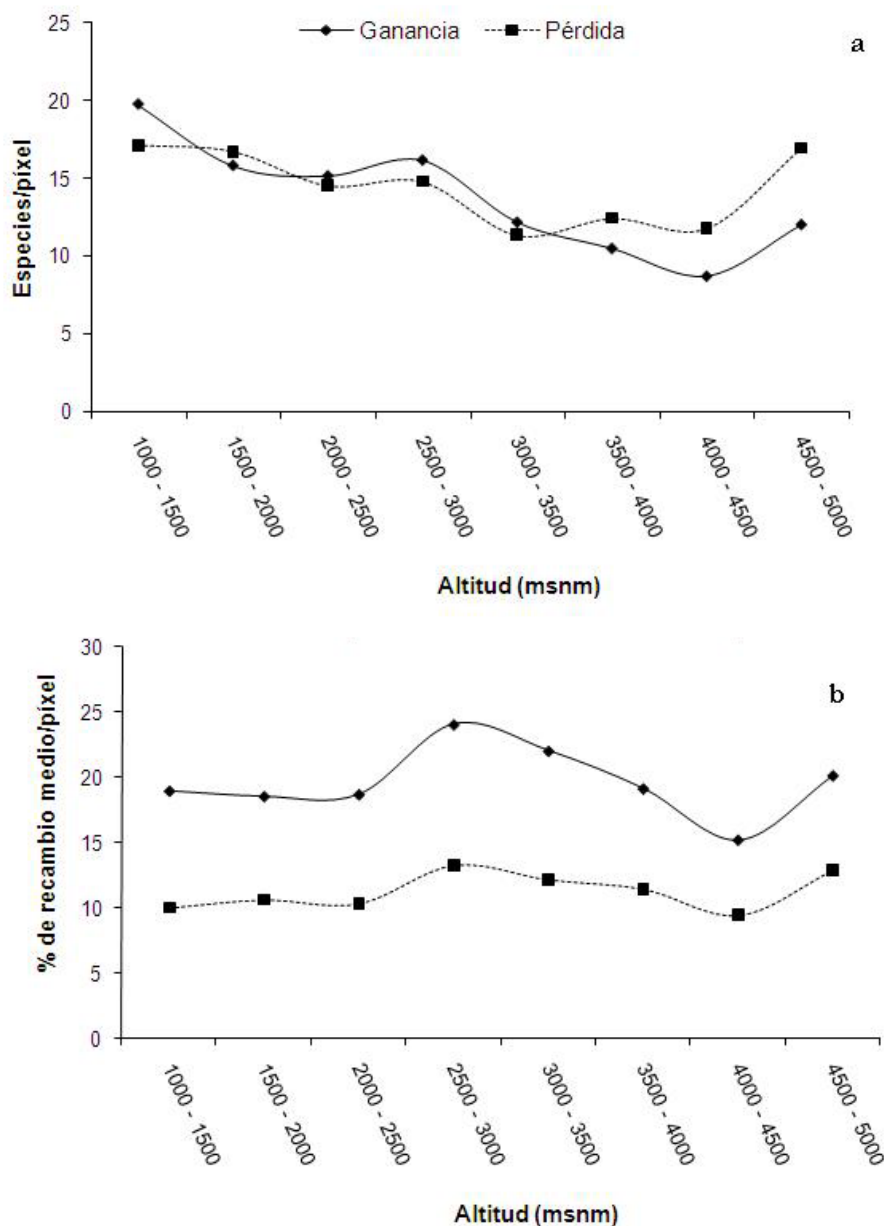 Ganancia Pérdida
a
25
20
15
10
5
0
Especies/píxel
1000 - 1500
1500 - 2000
2000 - 2500
2500 - 3000
3000 - 3500
3500 - 4000
4000 - 4500
4500 - 5000
Altitud (msnm)
b
30
25
20
15
10
5
0
% de recambio medio/píxel
1000 - 1500
1500 - 2000
2000 - 2500
2500 - 3000
3000 - 3500
3500 - 4000
4000 - 4500
4500 - 5000
Altitud (msnm)